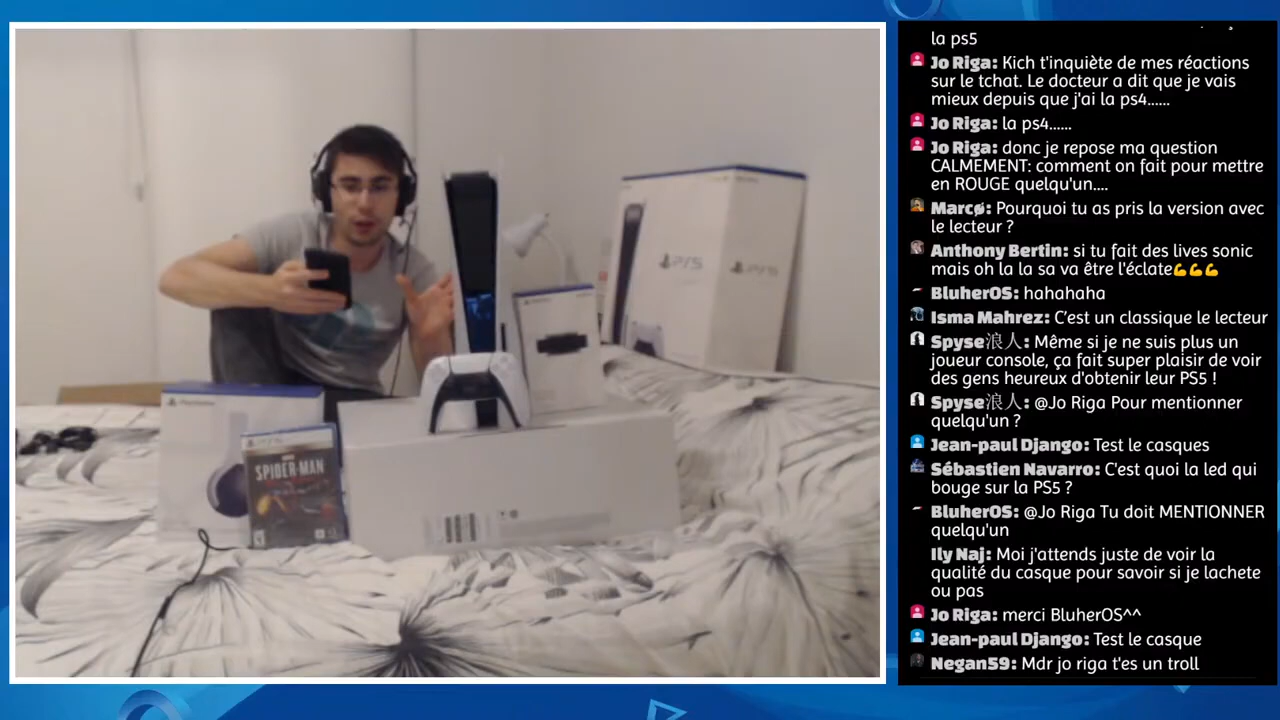 la ps5
Jo Riga: Kich t'inquiète de mes réactions
sur le tchat. Le docteur a dit que je vais
mieux depuis que j'ai la ps4......
Jo Riga: la ps4......
Jo Riga: donc je repose ma question
CALMEMENT: comment on fait pour mettre
en ROUGE quelqu'un....
Marcø: Pourquoi tu as pris la version avec
le lecteur ?
Anthony Bertin: si tu fait des lives sonic
mais oh la la sa va être l'éclate💪💪💪
BluherOS: hahahaha
Isma Mahrez: C'est un classique le lecteur
Spyse浪人: Même si je ne suis plus un
joueur console, ça fait super plaisir de voir
des gens heureux d'obtenir leur PS5 !
Spyse浪人: @Jo Riga Pour mentionner
quelqu'un ?
Jean-paul Django: Test le casques
Sébastien Navarro: C'est quoi la led qui
bouge sur la PS5 ?
BluherOS: @Jo Riga Tu doit MENTIONNER
quelqu'un
Ily Naj: Moi j'attends juste de voir la
qualité du casque pour savoir si je lachete
ou pas
Jo Riga: merci BluherOS^^
Jean-paul Django: Test le casque
Negan59: Mdr jo riga t'es un troll
PS5
PS5
PS5
SPIDER-MAN